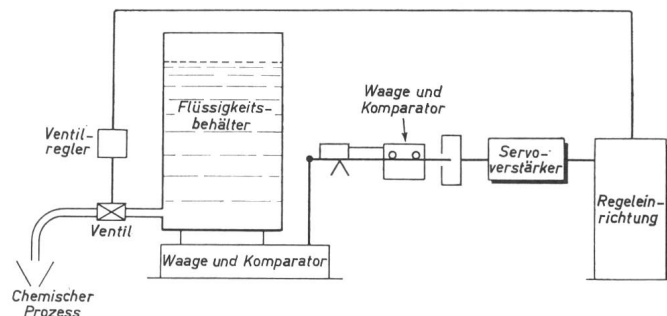 Flüssigkeits-
behälter
Waage und
Komparator
Ventil-
regler
Servo-
verstärker
Regelein-
richtung
Ventil
Waage und Komparator
Chemischer
Prozess